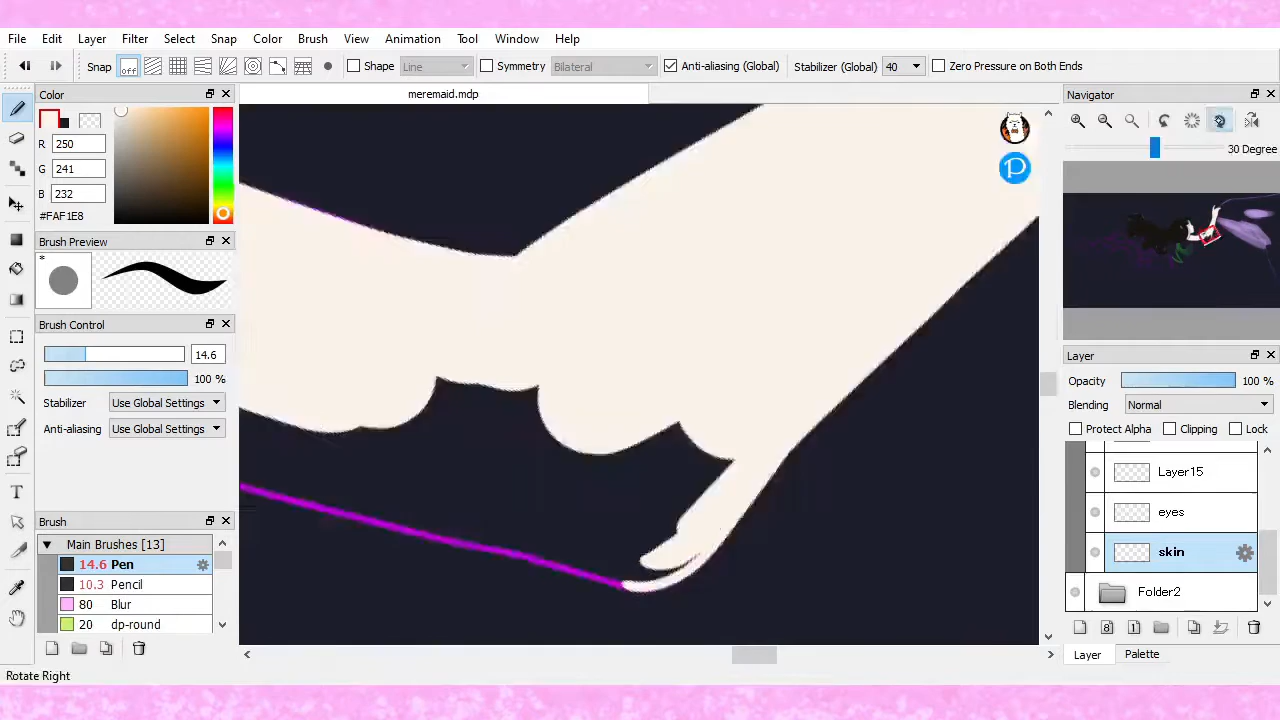 File Edit Layer Filter Select Snap Color Brush View Animation Tool Window Help
Snap off Shape Line Symmetry Bilateral Anti-aliasing (Global) Stabilizer (Global) 40 Zero Pressure on Both Ends
Color
meremaid.mdp
Navigator
R 250
G 241
B 232
#FAF1E8
30 Degree
Brush Preview
*
Brush Control
14.6
100 %
Stabilizer Use Global Settings
Anti-aliasing Use Global Settings
Layer
Opacity 100 %
Blending Normal
Protect Alpha Clipping Lock
Layer15
eyes
skin
Folder2
Brush
Main Brushes [13]
14.6 Pen
10.3 Pencil
80 Blur
20 dp-round
8 1
Layer Palette
Rotate Right